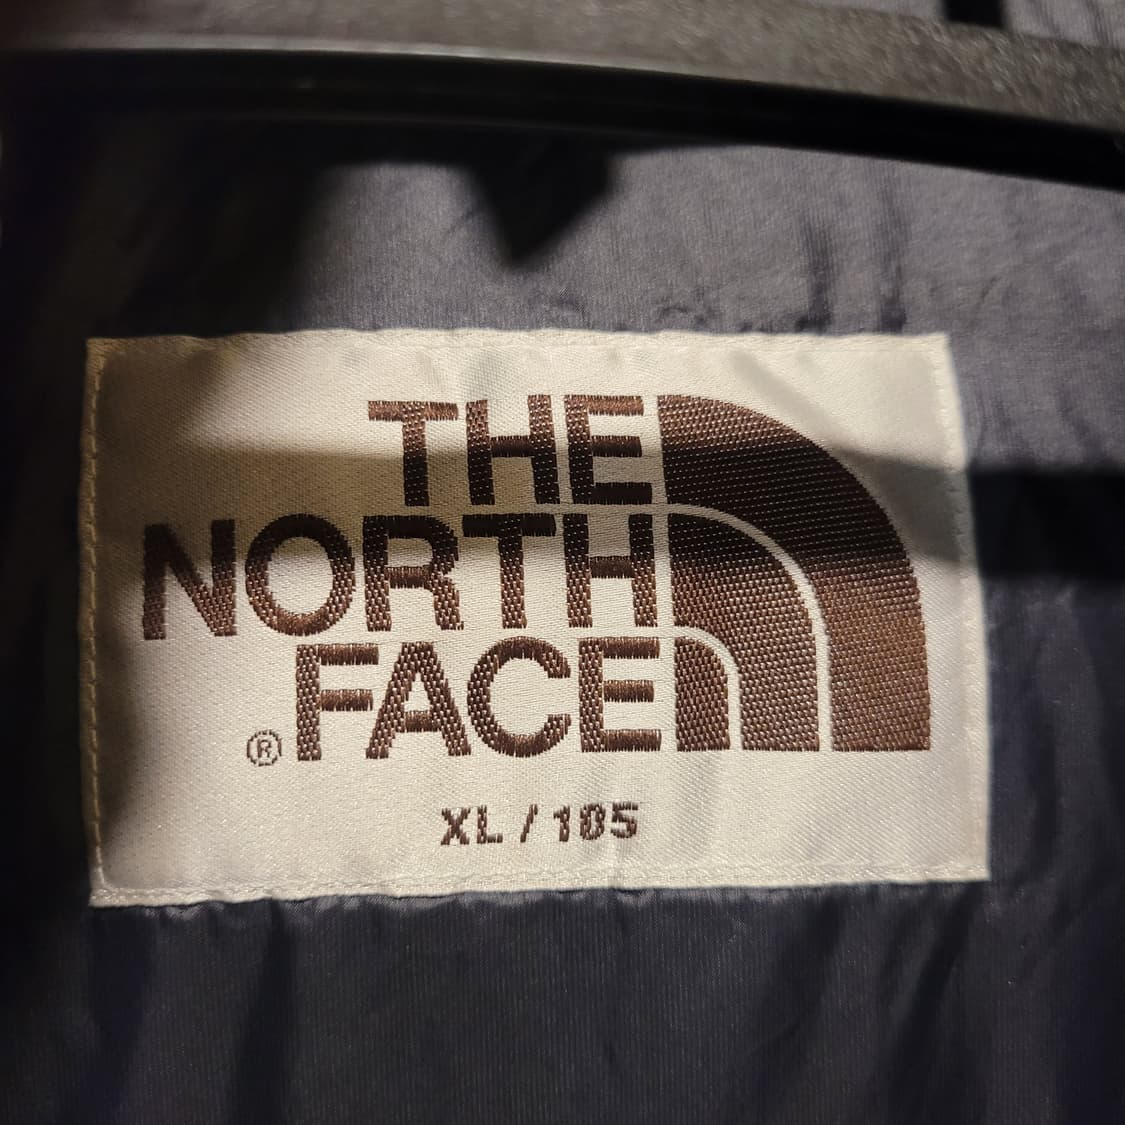 THE
NORTH
FACE
®
XL / 105